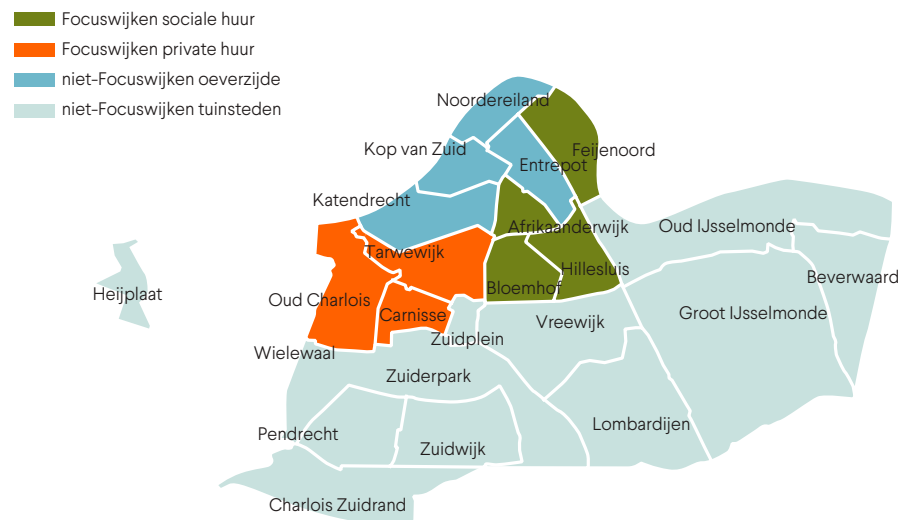 Focuswijken sociale huur
Focuswijken private huur
niet-Focuswijken oeverzijde
niet-Focuswijken tuinsteden
Noordereiland
Kop van Zuid
Feijenoord
Entrepot
Katendrecht
Afrikaanderwijk
Oud IJsselmonde
Tarwewijk
Hillesluis
Beverwaard
Bloemhof
Heijplaat
Oud Charlois
Carnisse
Groot IJsselmonde
Vreewijk
Zuidplein
Wielewaal
Zuiderpark
Lombardijen
Pendrecht
Zuidwijk
Charlois Zuidrand